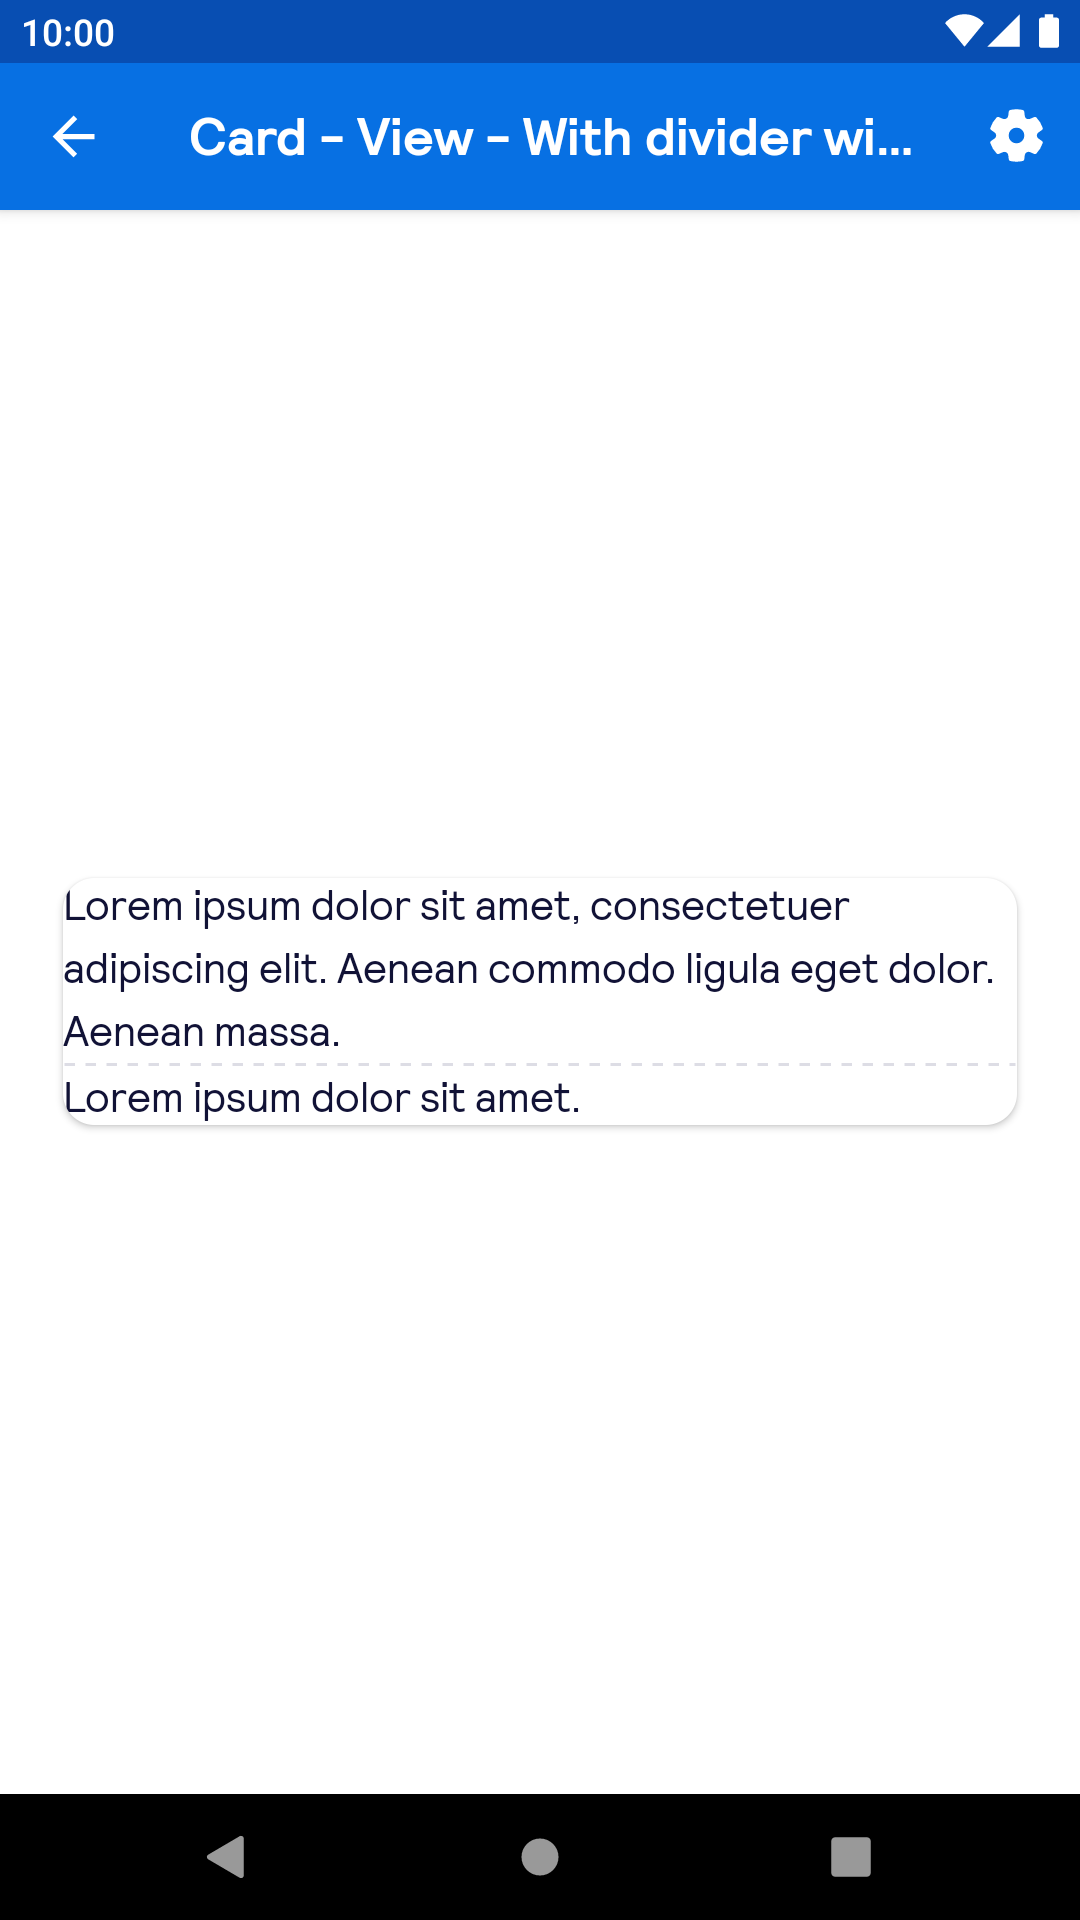 10:00
Card - View - With divider wi...
Lorem ipsum dolor sit amet, consectetuer
adipiscing elit. Aenean commodo ligula eget dolor.
Aenean massa.
Lorem ipsum dolor sit amet.